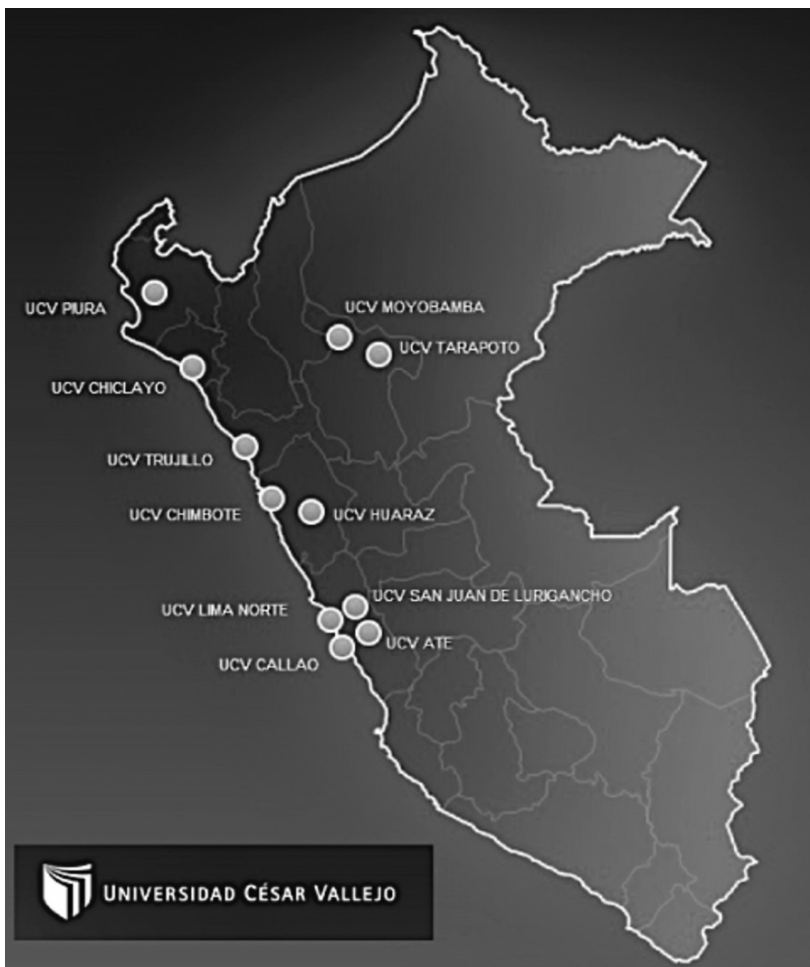 UCV PIURA
UCV MOYOBAMBA
UCV TARAPOTO
UCV CHICLAYO
UCV TRUJILLO
UCV CHIMBOTE
UCV HUARAZ
UCV SAN JUAN DE LURIGANCHO
UCV LIMA NORTE
UCV ATE
UCV CALLAO
UNIVERSIDAD CÉSAR VALLEJO